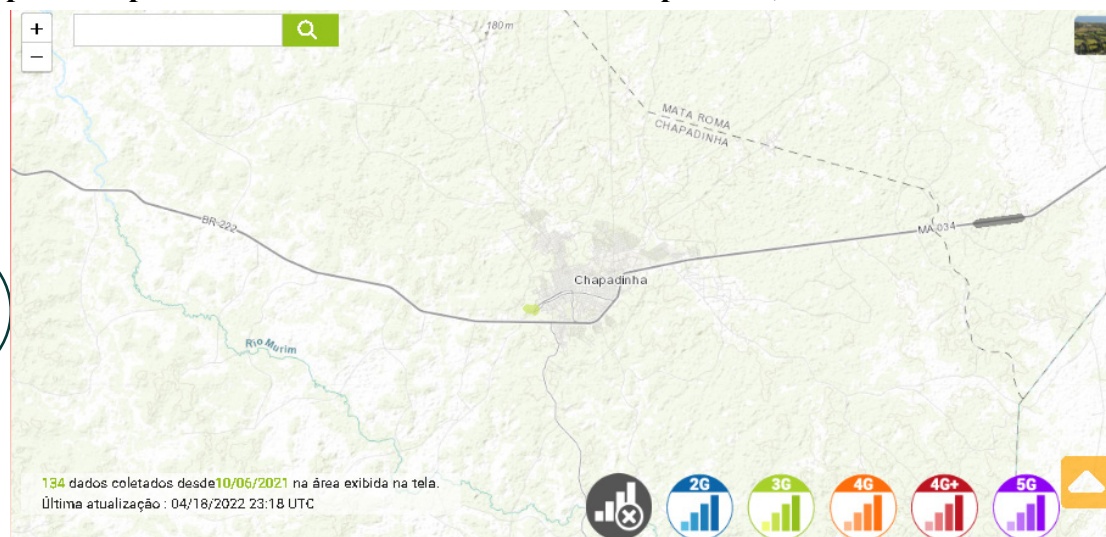 +
−
180m
MATA ROMA
CHAPADINHA
BR-222
MA-034
Chapadinha
Rio Murim
134 dados coletados desde10/06/2021 na área exibida na tela.
Última atualização : 04/18/2022 23:18 UTC
2G
3G
4G
4G+
5G